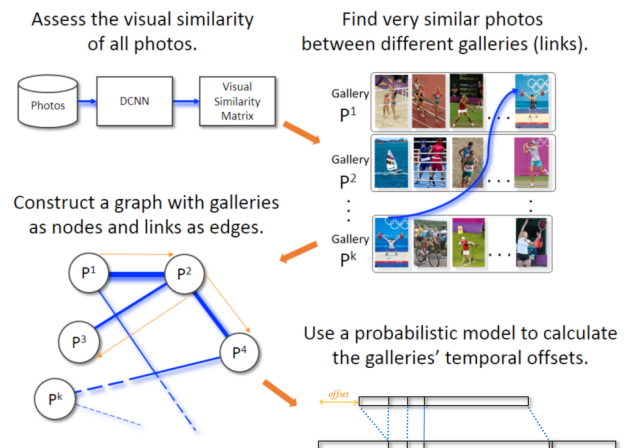 Assess the visual similarity
of all photos.
Photos
DCNN
Visual
Similarity
Matrix
Find very similar photos
between different galleries (links).
Gallery
P1
. . .
Gallery
P2
. . .
Gallery
Pk
. . .
Construct a graph with galleries
as nodes and links as edges.
P1
P2
P3
P4
Pk
Use a probabilistic model to calculate
the galleries’ temporal offsets.
offset